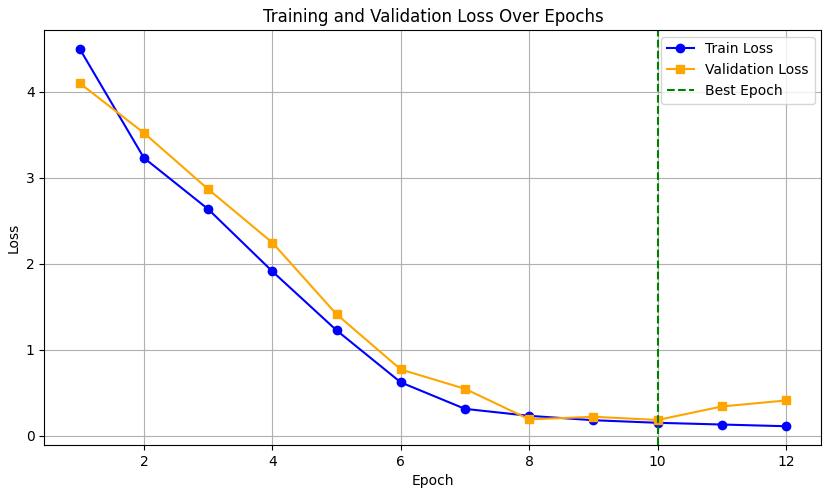 Training and Validation Loss Over Epochs
Train Loss
Validation Loss
Best Epoch
Loss
4
3
2
1
0
2 4 6 8 10 12
Epoch